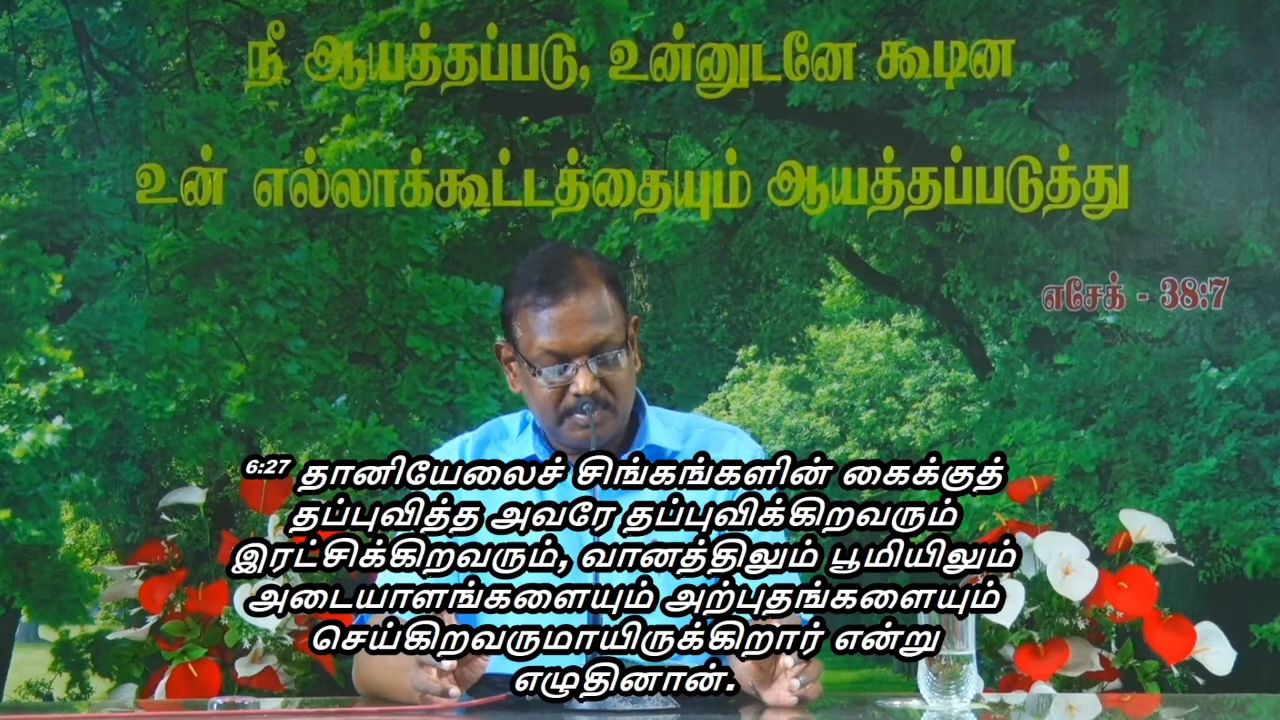 நீ ஆயத்தப்படு, உன்னுடனே கூடின
உன் எல்லாக்கூட்டத்தையும் ஆயத்தப்படுத்து
எசேக் - 38:7
6:27 தானியேலைச் சிங்கங்களின் கைக்குத்
தப்புவித்த அவரே தப்புவிக்கிறவரும்
இரட்சிக்கிறவரும், வானத்திலும் பூமியிலும்
அடையாளங்களையும் அற்புதங்களையும்
செய்கிறவருமாயிருக்கிறார் என்று
எழுதினான்.